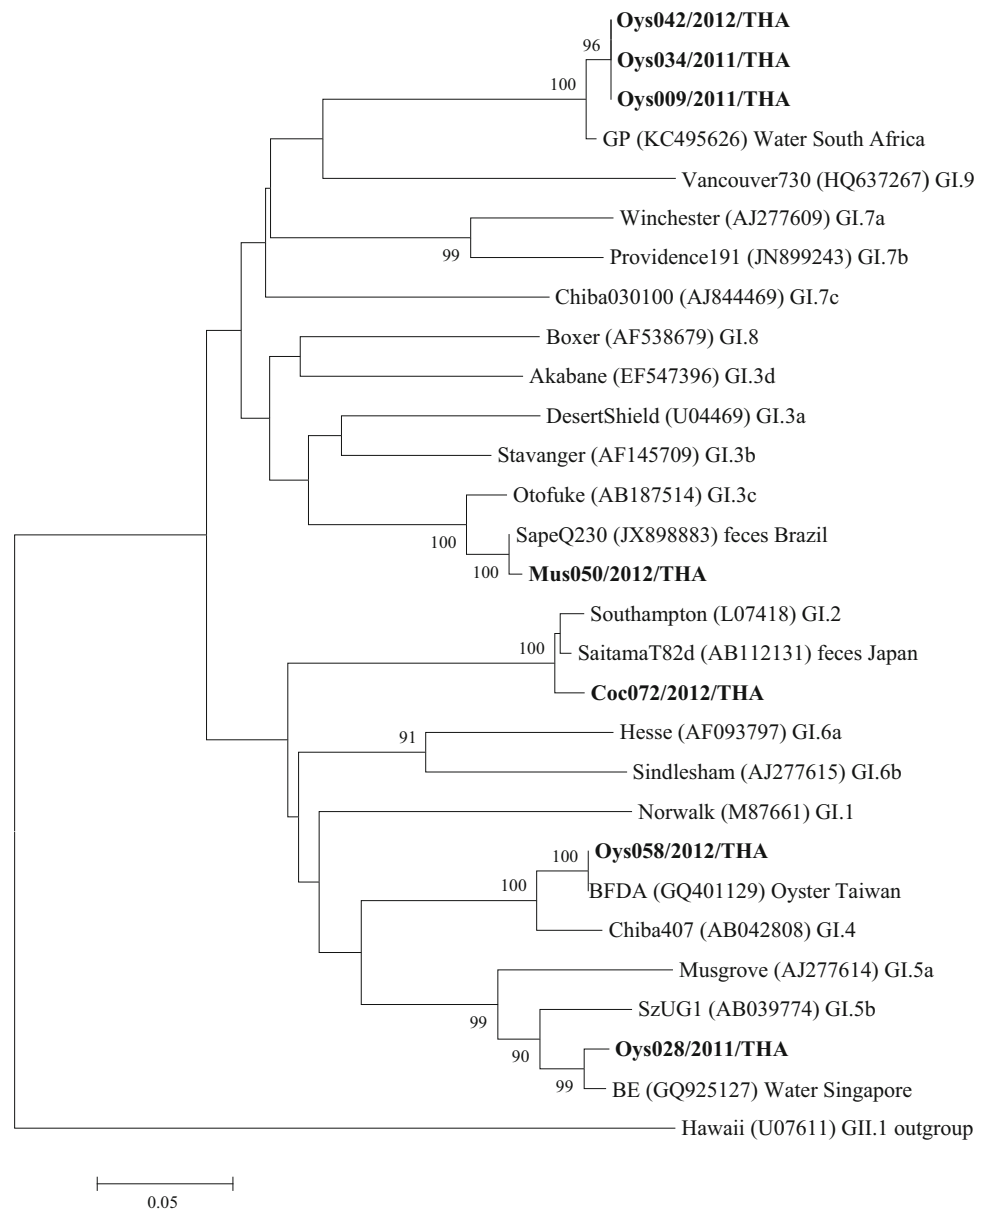 Oys042/2012/THA
96
Oys034/2011/THA
100
Oys009/2011/THA
GP (KC495626) Water South Africa
Vancouver730 (HQ637267) GI.9
Winchester (AJ277609) GI.7a
99
Providence191 (JN899243) GI.7b
Chiba030100 (AJ844469) GI.7c
Boxer (AF538679) GI.8
Akabane (EF547396) GI.3d
DesertShield (U04469) GI.3a
Stavanger (AF145709) GI.3b
Otofuke (AB187514) GI.3c
100
SapeQ230 (JX898883) feces Brazil
100
Mus050/2012/THA
Southampton (L07418) GI.2
100
SaitamaT82d (AB112131) feces Japan
Coc072/2012/THA
Hesse (AF093797) GI.6a
91
Sindlesham (AJ277615) GI.6b
Norwalk (M87661) GI.1
Oys058/2012/THA
100
100
BFDA (GQ401129) Oyster Taiwan
Chiba407 (AB042808) GI.4
Musgrove (AJ277614) GI.5a
99
SzUG1 (AB039774) GI.5b
90
Oys028/2011/THA
99
BE (GQ925127) Water Singapore
Hawaii (U07611) GII.1 outgroup
0.05